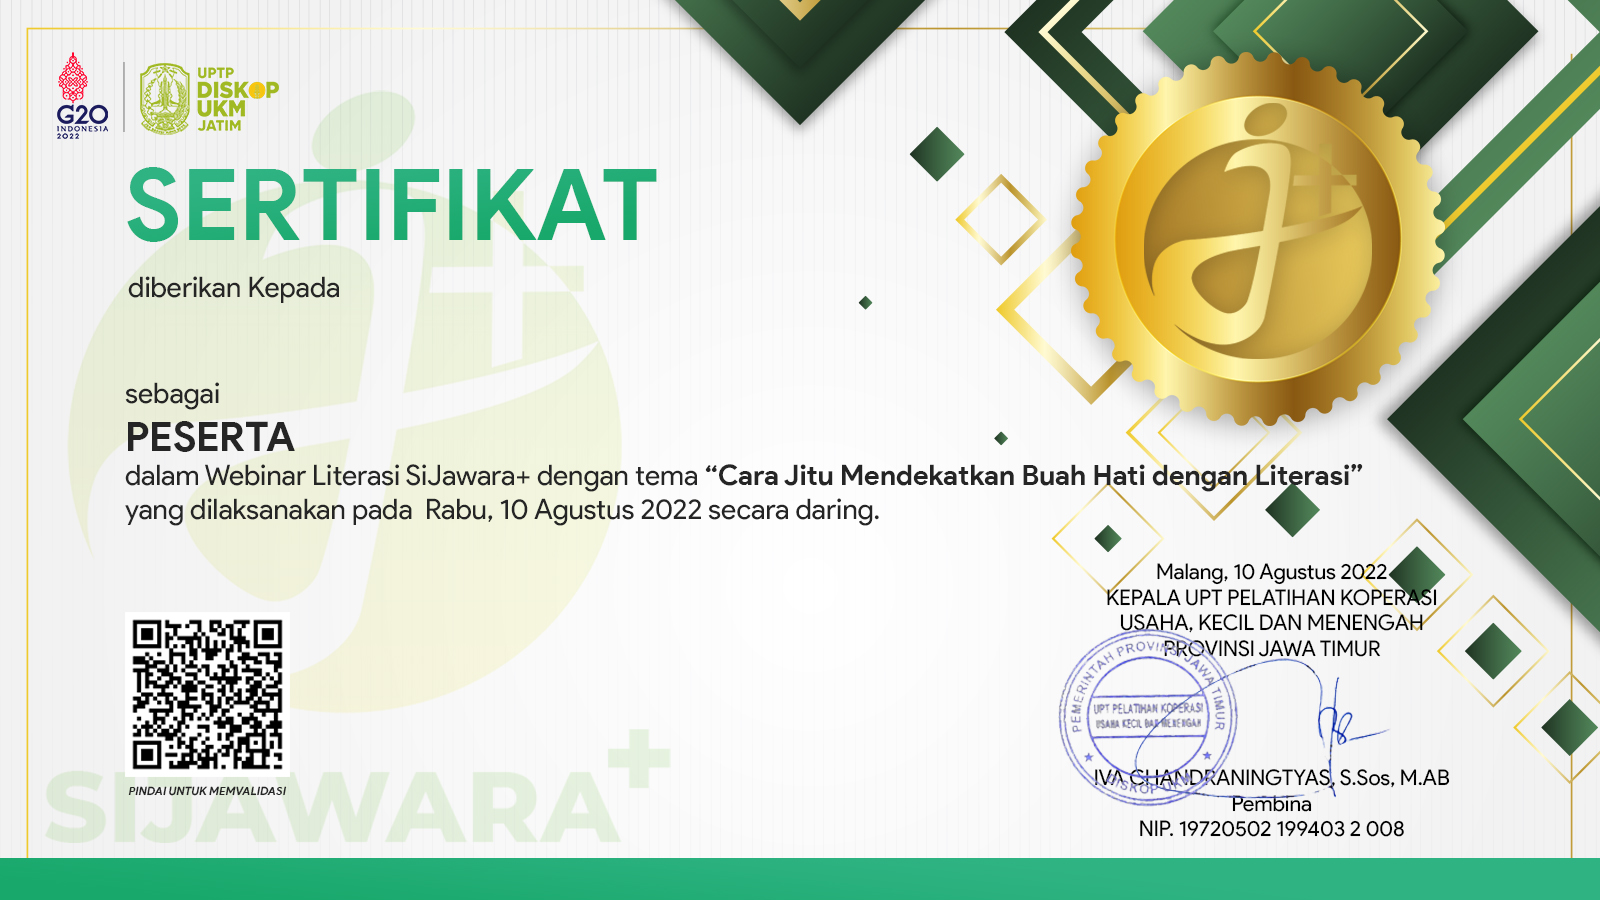 G20
INDONESIA
2022
UPTP
DISKOP
UKM
JATIM
SERTIFIKAT
diberikan Kepada
sebagai
PESERTA
dalam Webinar Literasi SiJawara+ dengan tema “Cara Jitu Mendekatkan Buah Hati dengan Literasi”
yang dilaksanakan pada Rabu, 10 Agustus 2022 secara daring.
Malang, 10 Agustus 2022
KEPALA UPT PELATIHAN KOPERASI
USAHA, KECIL DAN MENENGAH
PROVINSI JAWA TIMUR
PEMERINTAH PROVINSI JAWA TIMUR
UPT PELATIHAN KOPERASI
USAHA KECIL DAN MENENGAH
DISKOP UKM
IVA CHANDRANINGTYAS, S.Sos, M.AB
Pembina
NIP. 19720502 199403 2 008
PINDAI UNTUK MEMVALIDASI
SIJAWARA+